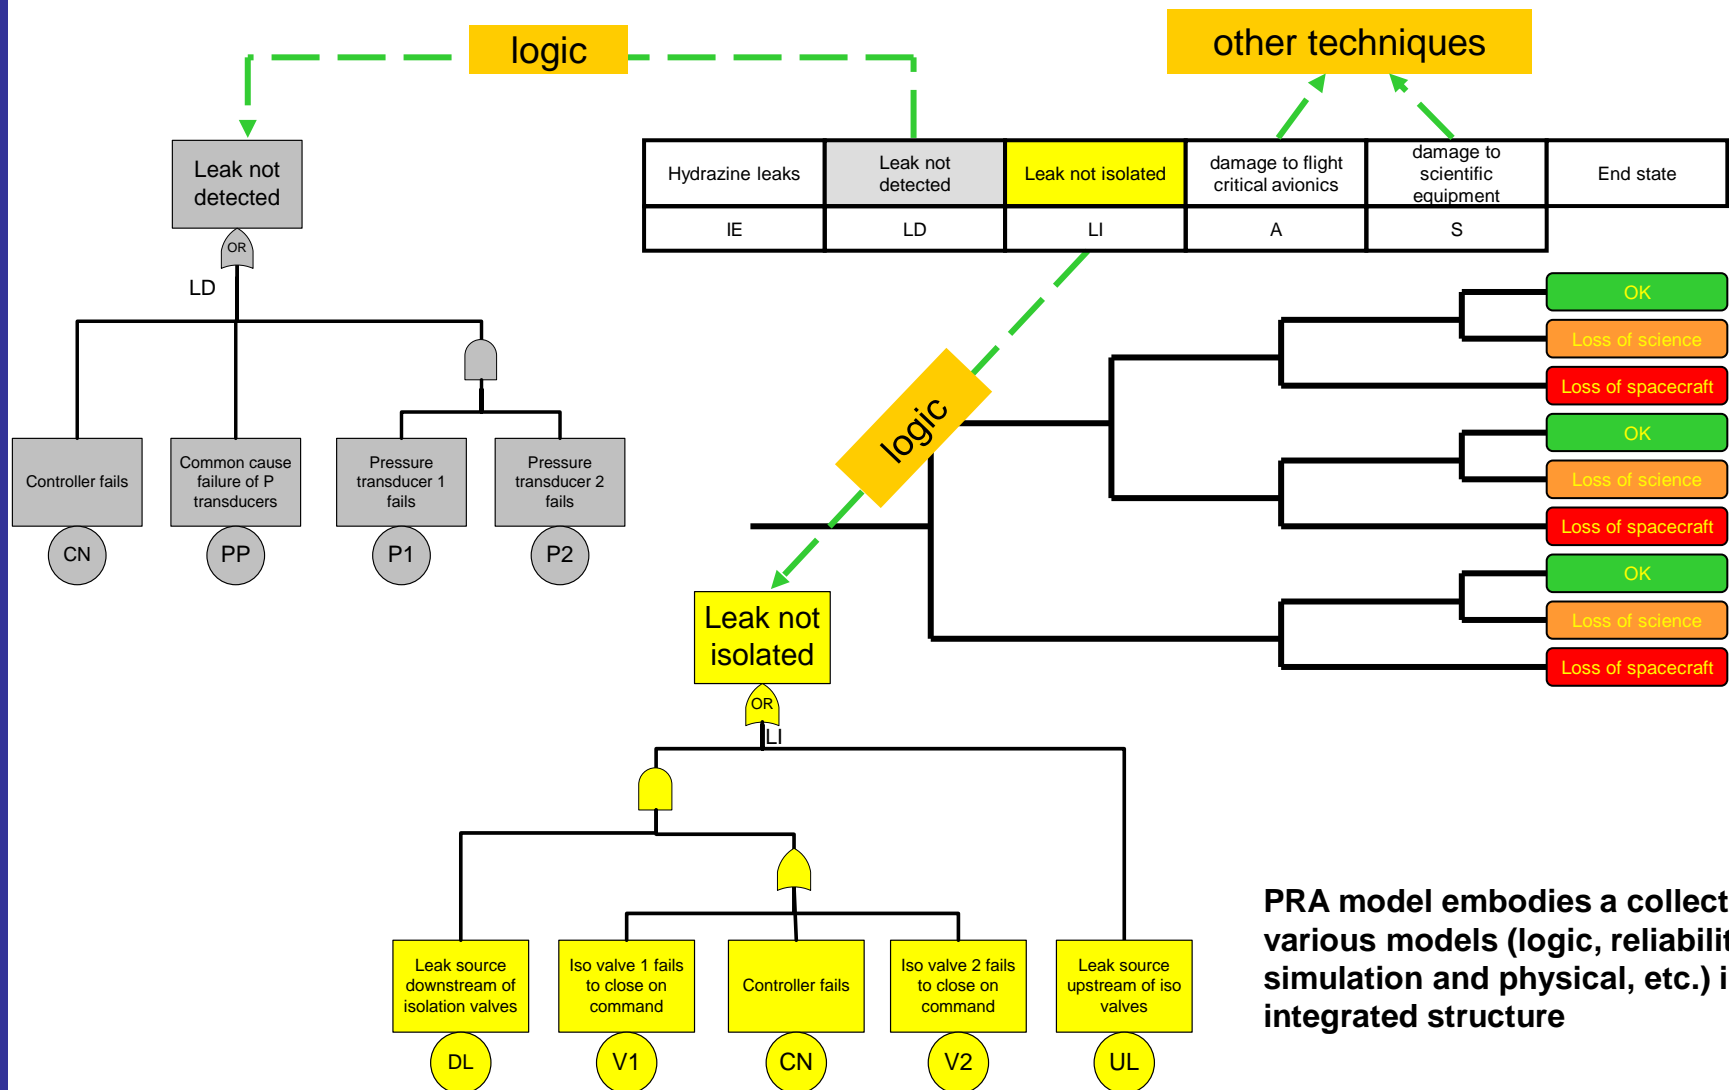 logic
other techniques
Leak not
detected
OR
LD
Hydrazine leaks
Leak not
detected
Leak not isolated
damage to flight
critical avionics
damage to
scientific
equipment
End state
IE
LD
LI
A
S
OK
Loss of science
Loss of spacecraft
OK
Loss of science
Loss of spacecraft
OK
Loss of science
Loss of spacecraft
logic
Controller fails
Common cause
failure of P
transducers
Pressure
transducer 1
fails
Pressure
transducer 2
fails
CN
PP
P1
P2
Leak not
isolated
OR
LI
Leak source
downstream of
isolation valves
Iso valve 1 fails
to close on
command
Controller fails
Iso valve 2 fails
to close on
command
Leak source
upstream of iso
valves
DL
V1
CN
V2
UL
PRA model embodies a collect
various models (logic, reliabilit
simulation and physical, etc.) i
integrated structure